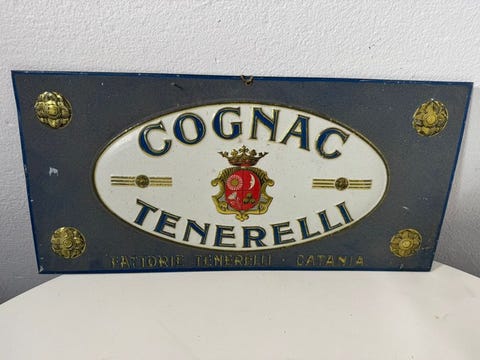 COGNAC
TENERELLI
FATTORIE TENERELLI · CATANIA